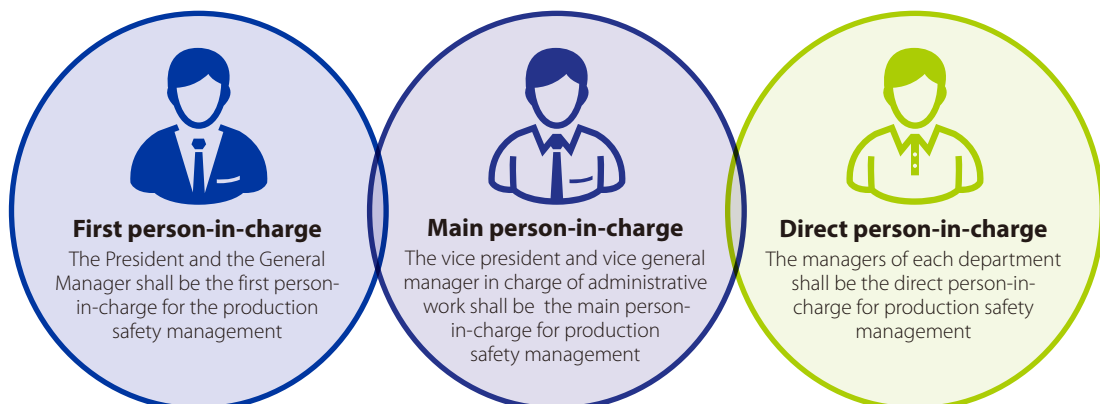 First person-in-charge
The President and the General
Manager shall be the first person-
in-charge for the production
safety management
Main person-in-charge
The vice president and vice general
manager in charge of administrative
work shall be  the main person-
in-charge for production
safety management
Direct person-in-charge
The managers of each department
shall be the direct person-in-
charge for production safety
management